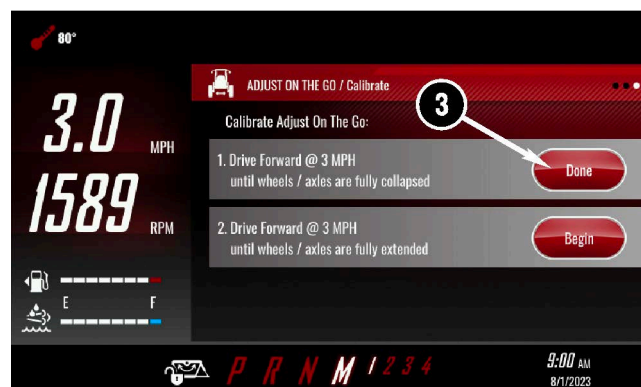 80°
ADJUST ON THE GO / Calibrate
3.0 MPH
Calibrate Adjust On The Go:
3
1. Drive Forward @ 3 MPH
until wheels / axles are fully collapsed
Done
1589 RPM
2. Drive Forward @ 3 MPH
until wheels / axles are fully extended
Begin
E F
P R N M 1 2 3 4
9:00 AM
8/1/2023